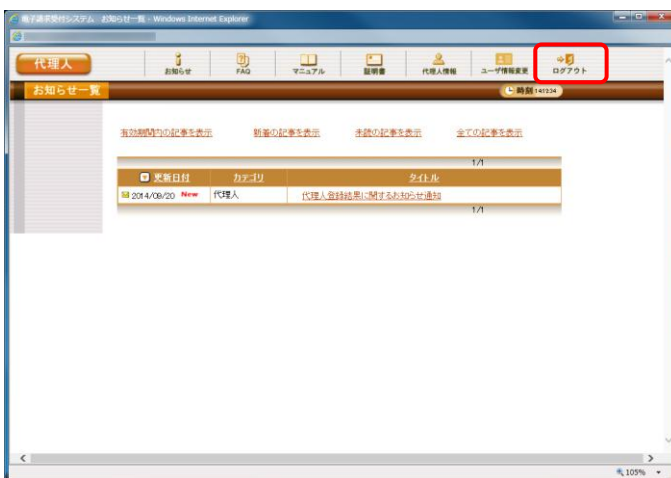 電子請求受付システム お知らせ一覧 - Windows Internet Explorer
代理人
お知らせ
FAQ
マニュアル
証明書
代理人情報
ユーザ情報変更
ログアウト
お知らせ一覧
時刻 14:12:34
有効期間内の記事を表示 新着の記事を表示 未読の記事を表示 全ての記事を表示
1/1
更新日付 カテゴリ タイトル
2014/09/20 New 代理人 代理人登録結果に関するお知らせ通知
1/1
105%